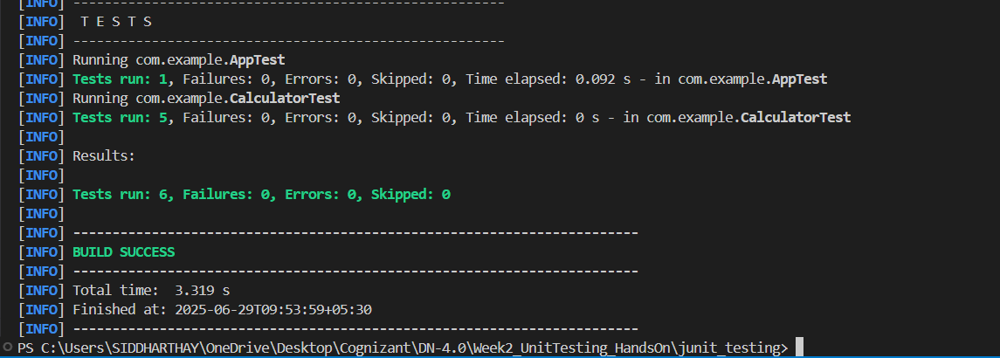 [INFO] -------------------------------------------------------
[INFO]  T E S T S
[INFO] -------------------------------------------------------
[INFO] Running com.example.AppTest
[INFO] Tests run: 1, Failures: 0, Errors: 0, Skipped: 0, Time elapsed: 0.092 s - in com.example.AppTest
[INFO] Running com.example.CalculatorTest
[INFO] Tests run: 5, Failures: 0, Errors: 0, Skipped: 0, Time elapsed: 0 s - in com.example.CalculatorTest
[INFO]
[INFO] Results:
[INFO]
[INFO] Tests run: 6, Failures: 0, Errors: 0, Skipped: 0
[INFO]
[INFO] ------------------------------------------------------------------------
[INFO] BUILD SUCCESS
[INFO] ------------------------------------------------------------------------
[INFO] Total time:  3.319 s
[INFO] Finished at: 2025-06-29T09:53:59+05:30
[INFO] ------------------------------------------------------------------------
PS C:\Users\SIDDHARTHAY\OneDrive\Desktop\Cognizant\DN-4.0\Week2_UnitTesting_HandsOn\junit_testing>